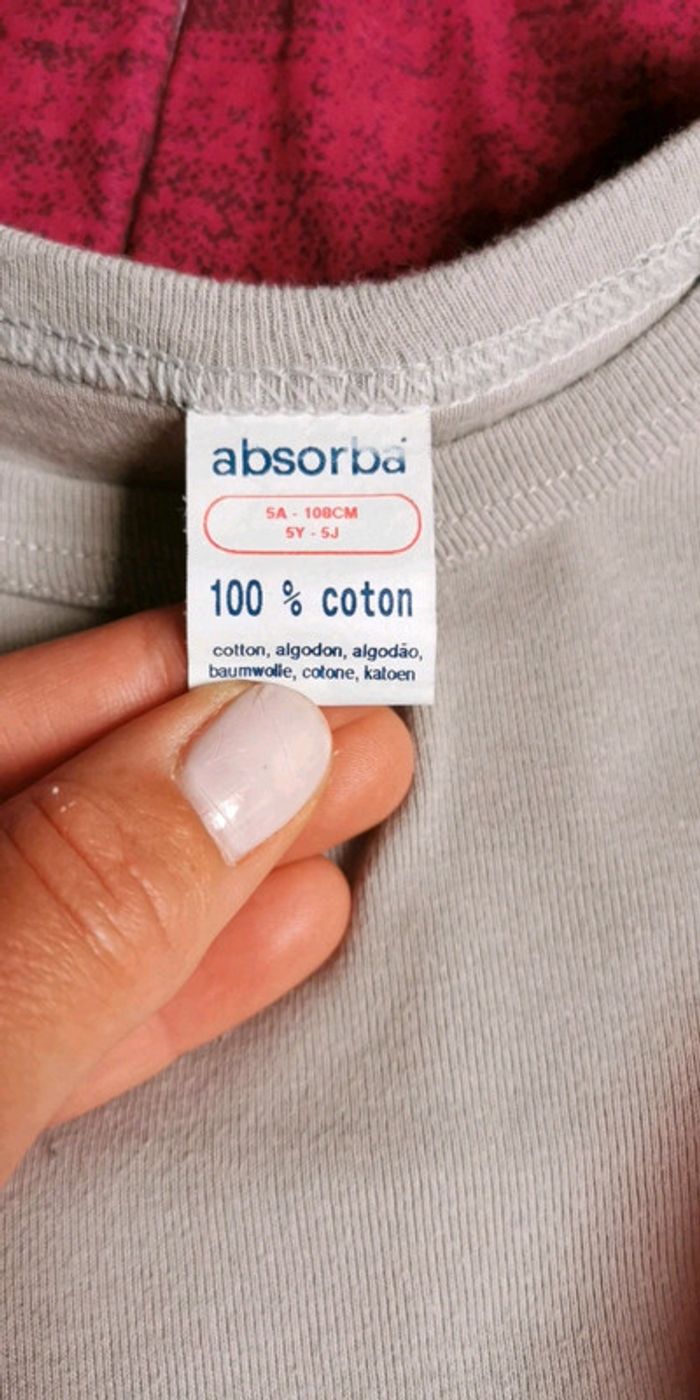 absorba
5A - 108CM
5Y - 5J
100 % coton
cotton, algodon, algodão,
baumwolle, cotone, katoen